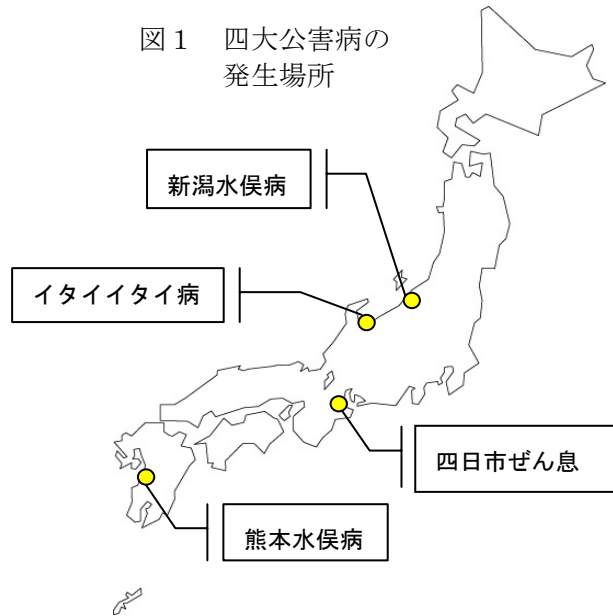 図１　四大公害病の
発生場所
新潟水俣病
イタイイタイ病
四日市ぜん息
熊本水俣病